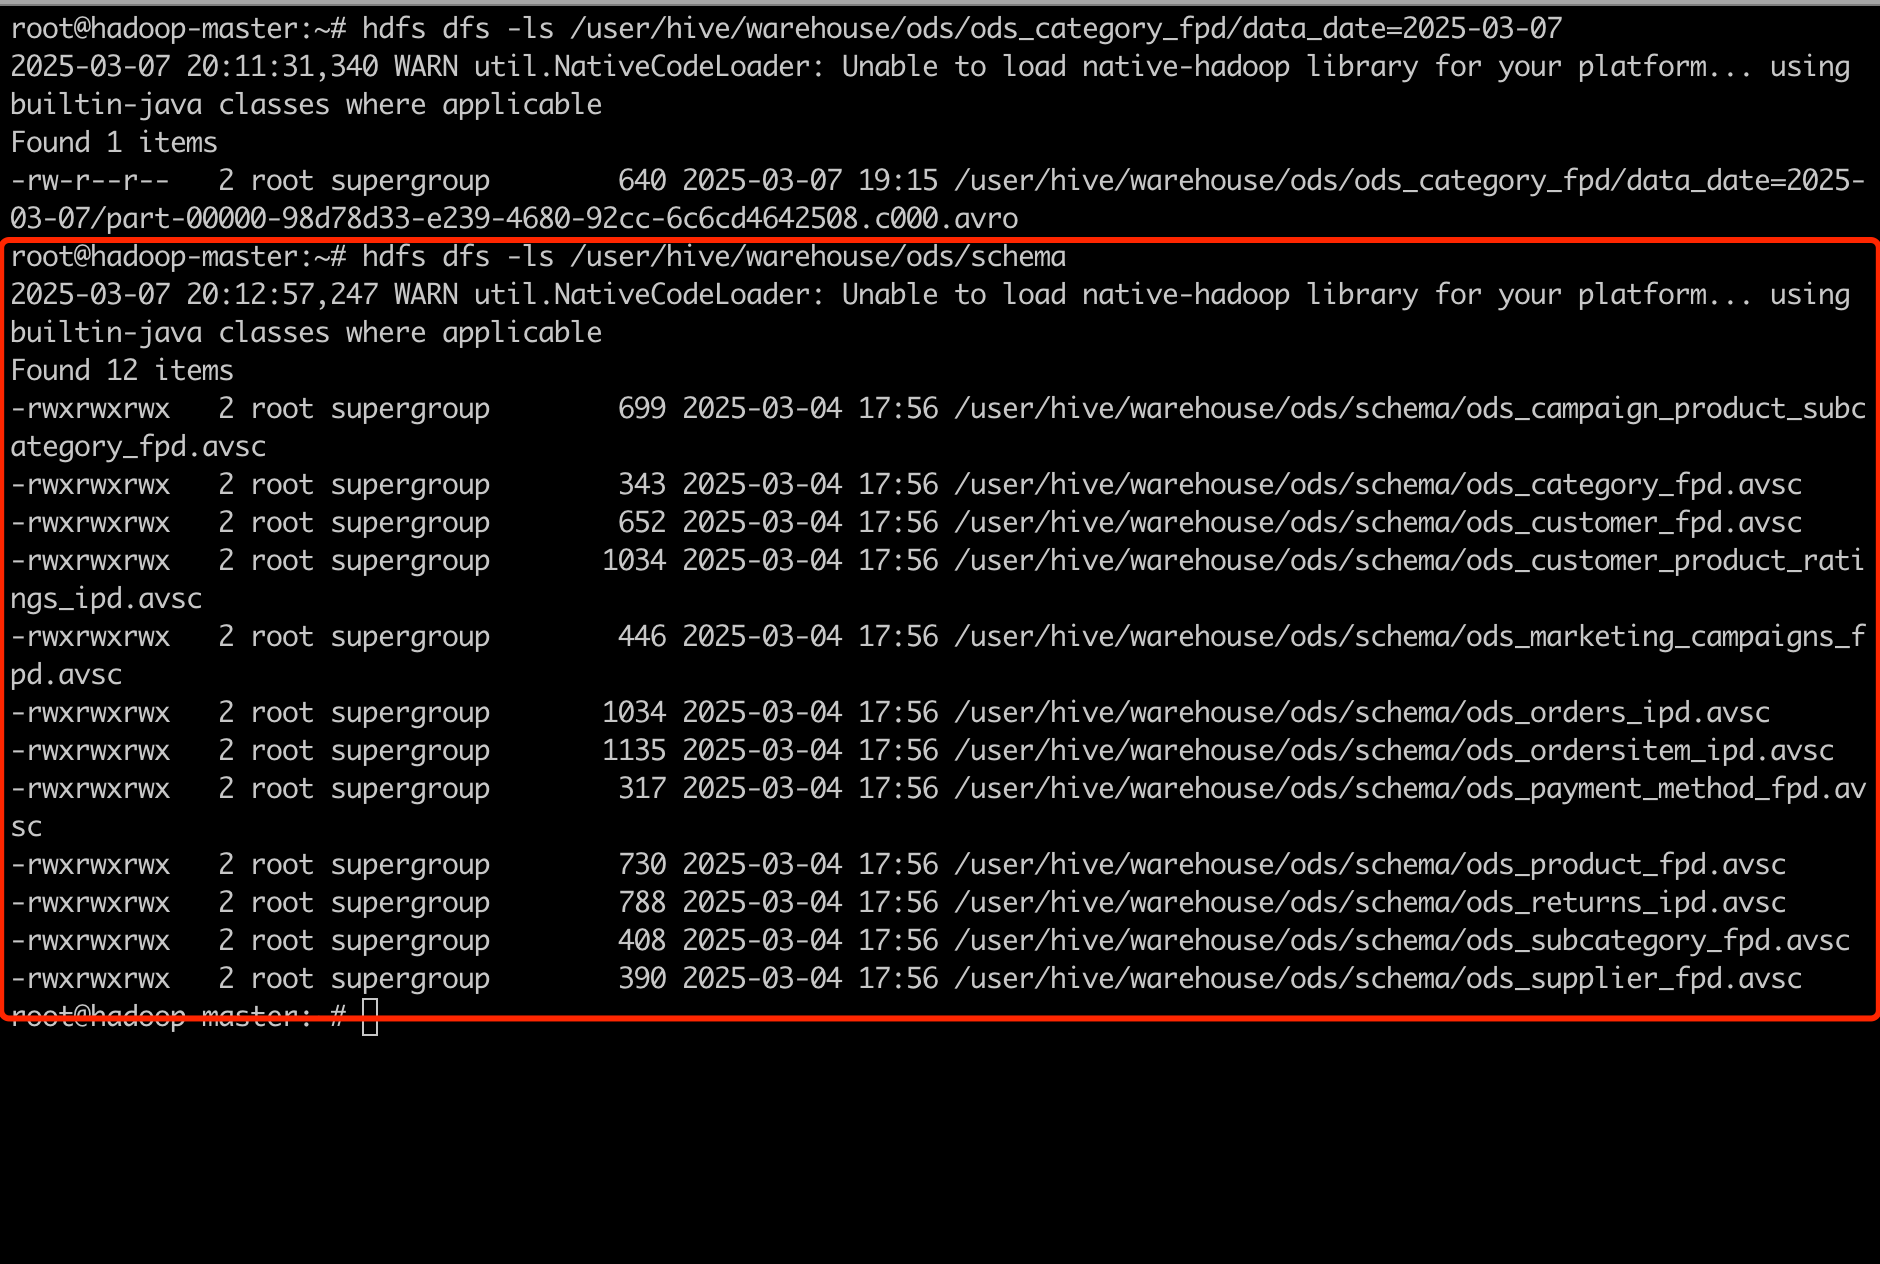 root@hadoop-master:~# hdfs dfs -ls /user/hive/warehouse/ods/ods_category_fpd/data_date=2025-03-07
2025-03-07 20:11:31,340 WARN util.NativeCodeLoader: Unable to load native-hadoop library for your platform... using
builtin-java classes where applicable
Found 1 items
-rw-r--r--   2 root supergroup        640 2025-03-07 19:15 /user/hive/warehouse/ods/ods_category_fpd/data_date=2025-
03-07/part-00000-98d78d33-e239-4680-92cc-6c6cd4642508.c000.avro
root@hadoop-master:~# hdfs dfs -ls /user/hive/warehouse/ods/schema
2025-03-07 20:12:57,247 WARN util.NativeCodeLoader: Unable to load native-hadoop library for your platform... using
builtin-java classes where applicable
Found 12 items
-rwxrwxrwx   2 root supergroup        699 2025-03-04 17:56 /user/hive/warehouse/ods/schema/ods_campaign_product_subc
ategory_fpd.avsc
-rwxrwxrwx   2 root supergroup        343 2025-03-04 17:56 /user/hive/warehouse/ods/schema/ods_category_fpd.avsc
-rwxrwxrwx   2 root supergroup        652 2025-03-04 17:56 /user/hive/warehouse/ods/schema/ods_customer_fpd.avsc
-rwxrwxrwx   2 root supergroup       1034 2025-03-04 17:56 /user/hive/warehouse/ods/schema/ods_customer_product_rati
ngs_ipd.avsc
-rwxrwxrwx   2 root supergroup        446 2025-03-04 17:56 /user/hive/warehouse/ods/schema/ods_marketing_campaigns_f
pd.avsc
-rwxrwxrwx   2 root supergroup       1034 2025-03-04 17:56 /user/hive/warehouse/ods/schema/ods_orders_ipd.avsc
-rwxrwxrwx   2 root supergroup       1135 2025-03-04 17:56 /user/hive/warehouse/ods/schema/ods_ordersitem_ipd.avsc
-rwxrwxrwx   2 root supergroup        317 2025-03-04 17:56 /user/hive/warehouse/ods/schema/ods_payment_method_fpd.av
sc
-rwxrwxrwx   2 root supergroup        730 2025-03-04 17:56 /user/hive/warehouse/ods/schema/ods_product_fpd.avsc
-rwxrwxrwx   2 root supergroup        788 2025-03-04 17:56 /user/hive/warehouse/ods/schema/ods_returns_ipd.avsc
-rwxrwxrwx   2 root supergroup        408 2025-03-04 17:56 /user/hive/warehouse/ods/schema/ods_subcategory_fpd.avsc
-rwxrwxrwx   2 root supergroup        390 2025-03-04 17:56 /user/hive/warehouse/ods/schema/ods_supplier_fpd.avsc
root@hadoop-master:~#